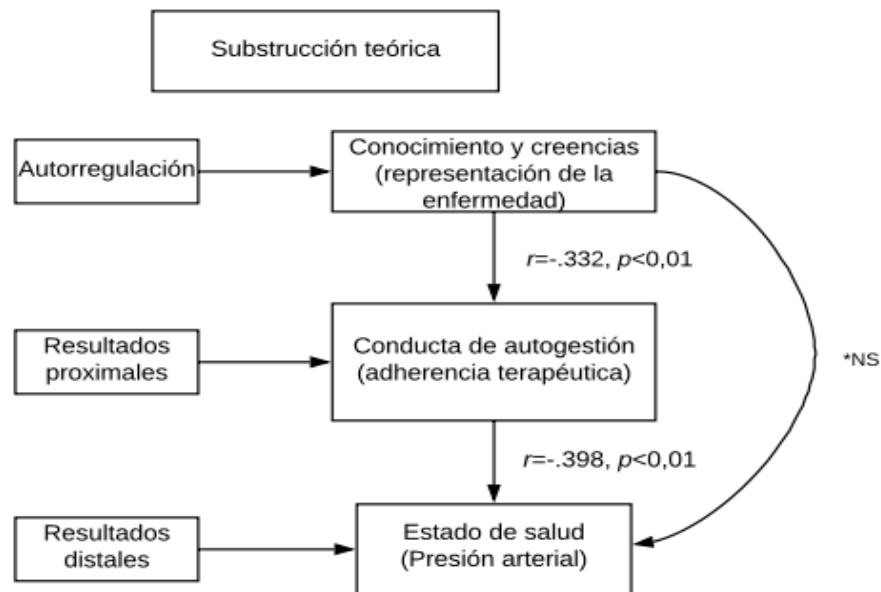 Substrucción teórica
Autorregulación
Conocimiento y creencias
(representación de la
enfermedad)
r=-.332, p<0,01
Resultados
proximales
Conducta de autogestión
(adherencia terapéutica)
*NS
r=-.398, p<0,01
Resultados
distales
Estado de salud
(Presión arterial)